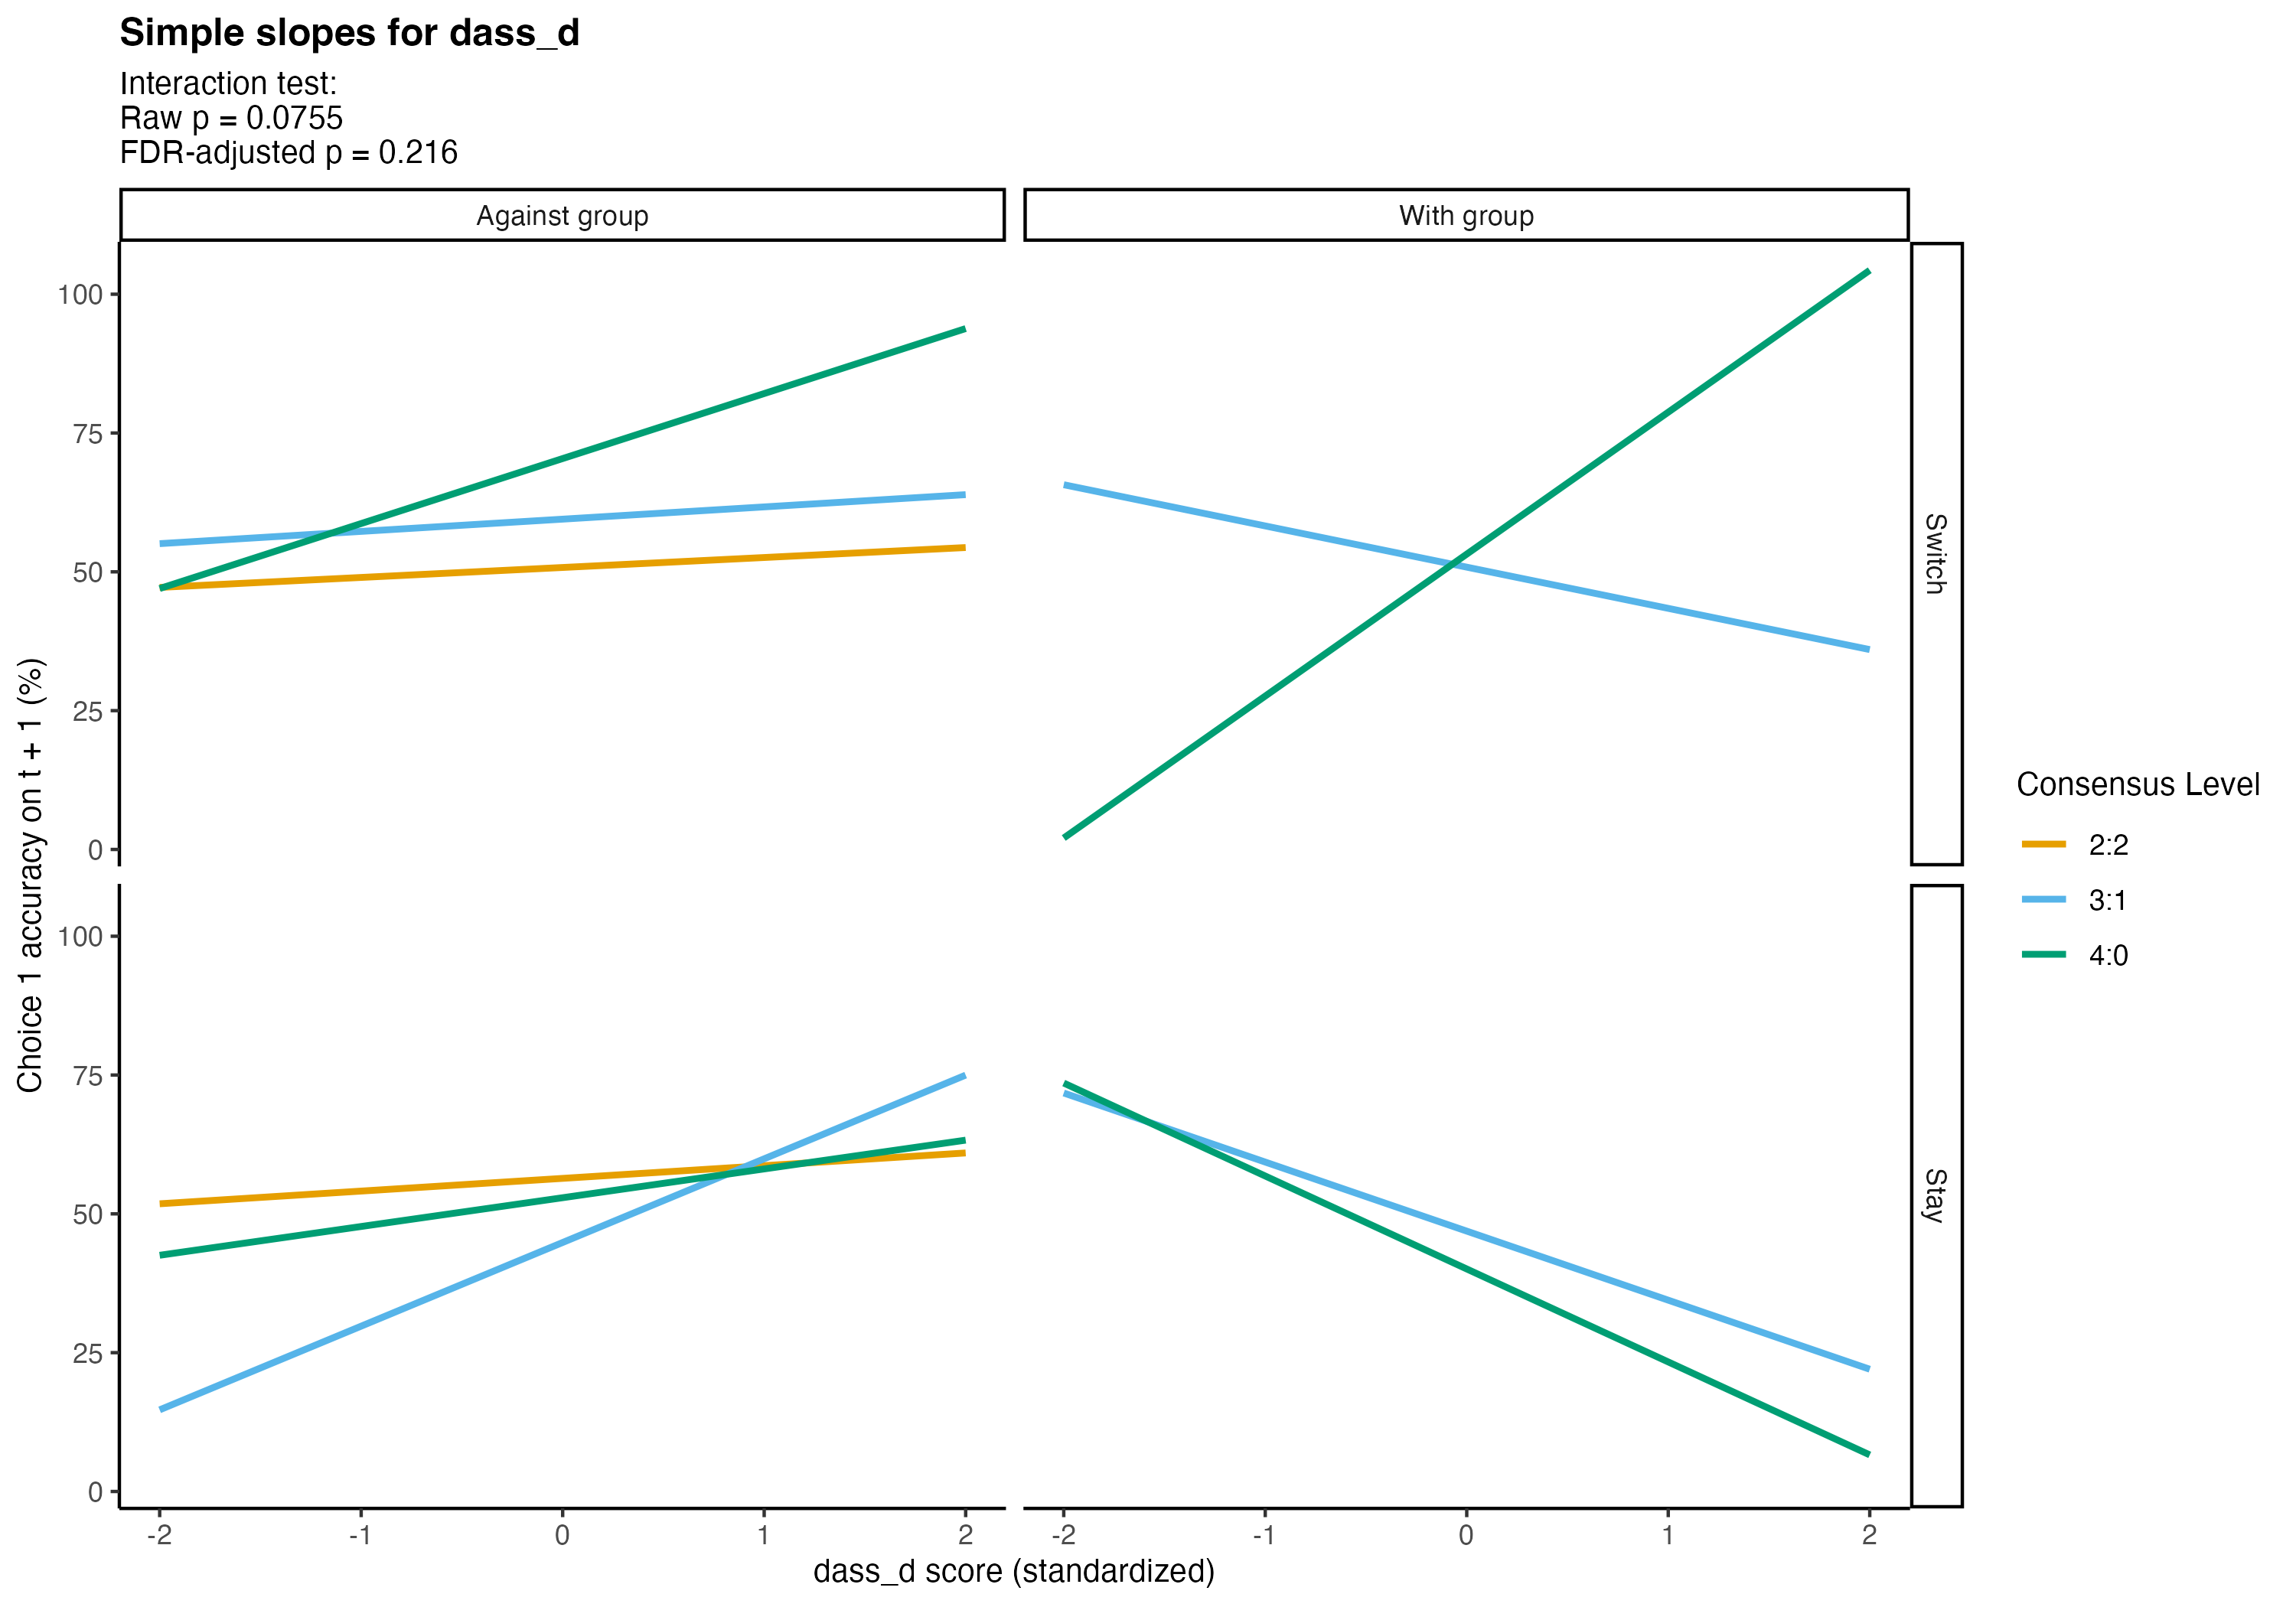 Simple slopes for dass_d
Interaction test:
Raw p = 0.0755
FDR-adjusted p = 0.216
Against group
With group
Choice 1 accuracy on t + 1 (%)
100
75
50
25
0
Switch
100
75
50
25
0
Stay
-2
-1
0
1
2
-2
-1
0
1
2
dass_d score (standardized)
Consensus Level
2:2
3:1
4:0